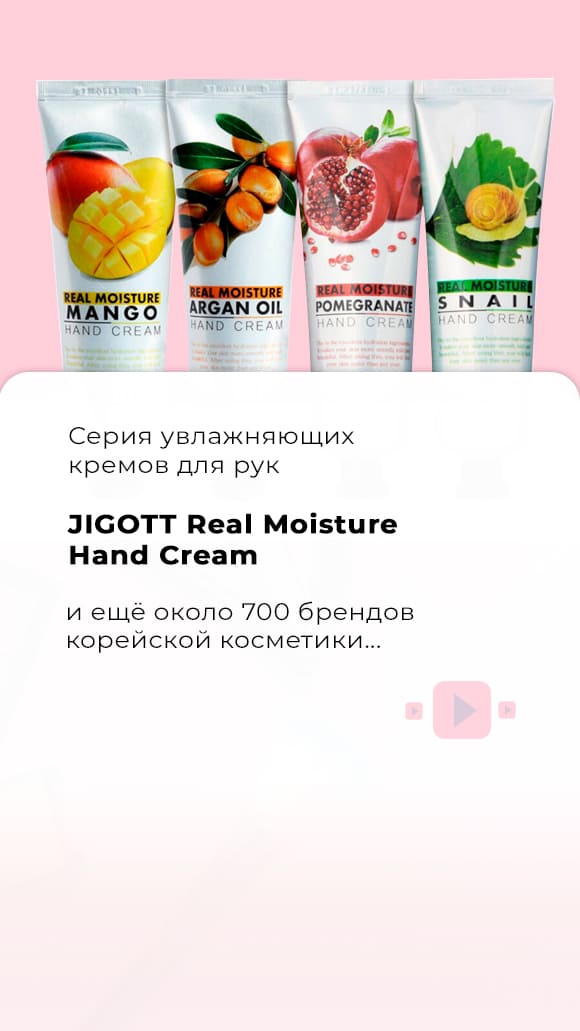 REAL MOISTURE
MANGO
HAND CREAM
REAL MOISTURE
ARGAN OIL
HAND CREAM
REAL MOISTURE
POMEGRANATE
HAND CREAM
REAL MOISTURE
SNAIL
HAND CREAM
Серия увлажняющих
кремов для рук
JIGOTT Real Moisture
Hand Cream
и ещё около 700 брендов
корейской косметики...